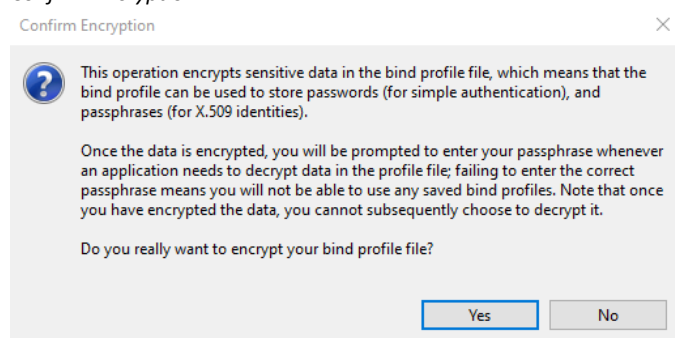 Confirm Encryption
This operation encrypts sensitive data in the bind profile file, which means that the
bind profile can be used to store passwords (for simple authentication), and
passphrases (for X.509 identities).
Once the data is encrypted, you will be prompted to enter your passphrase whenever
an application needs to decrypt data in the profile file; failing to enter the correct
passphrase means you will not be able to use any saved bind profiles. Note that once
you have encrypted the data, you cannot subsequently choose to decrypt it.
Do you really want to encrypt your bind profile file?
Yes
No